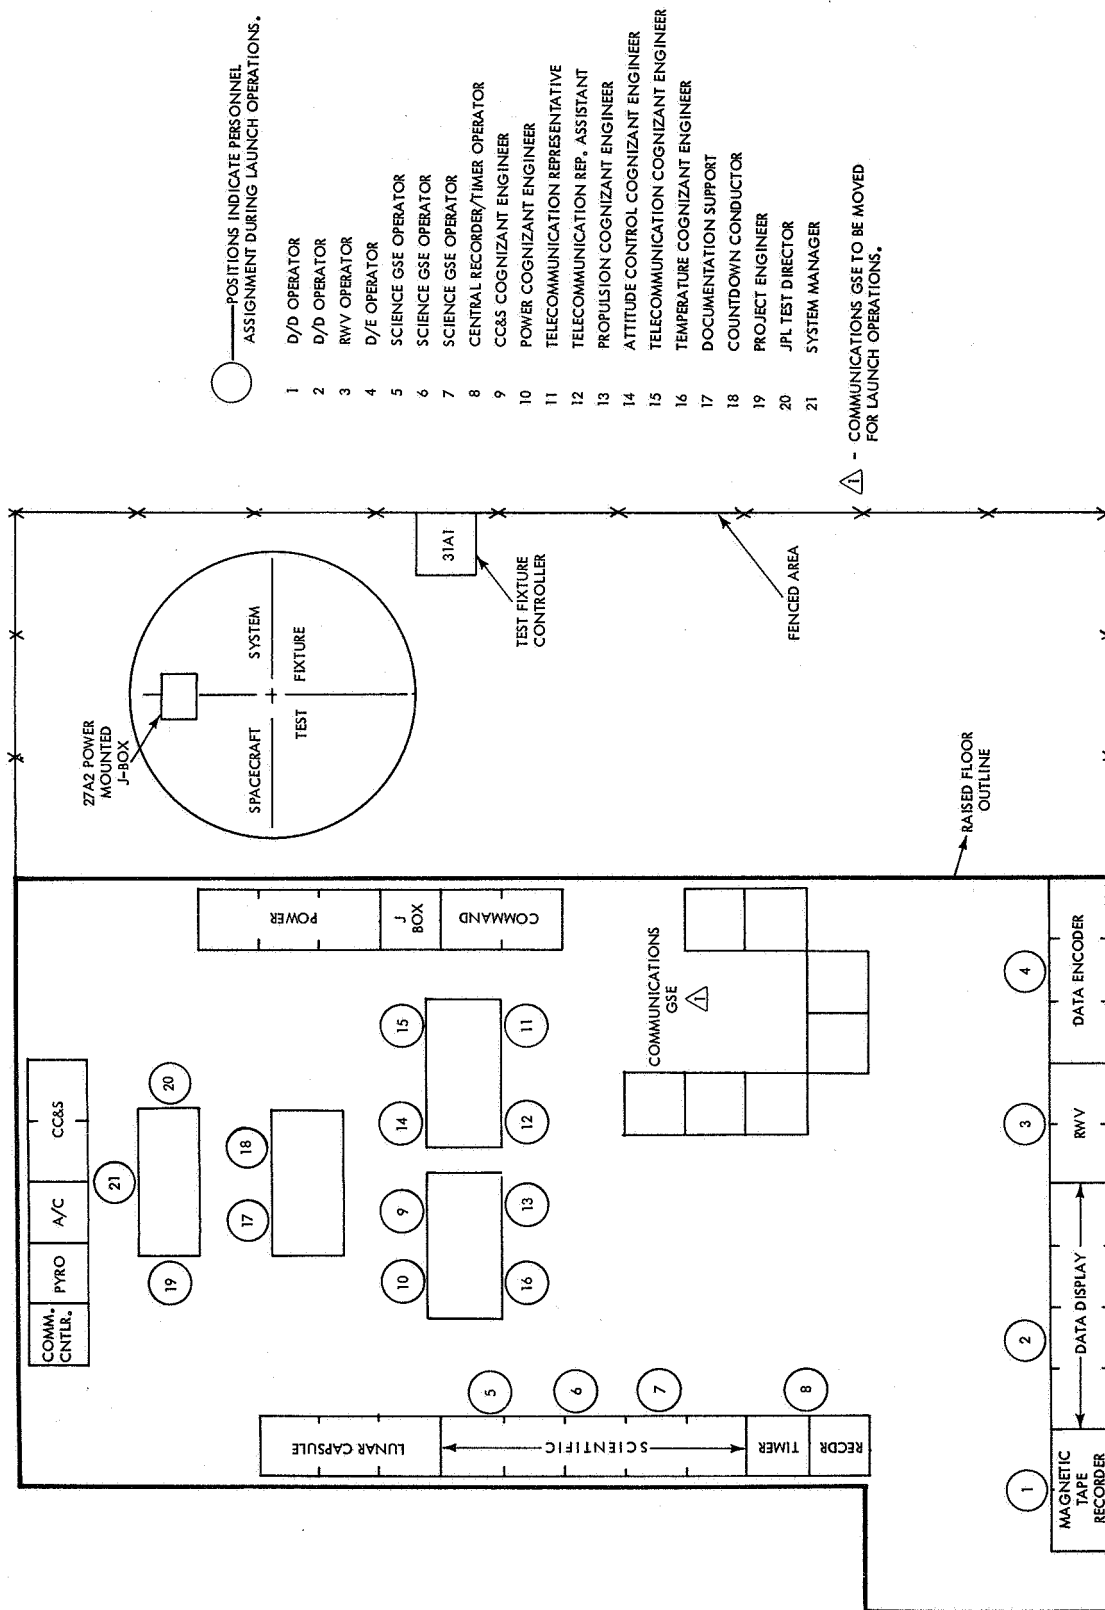 POSITIONS INDICATE PERSONNEL
ASSIGNMENT DURING LAUNCH OPERATIONS.
1 D/D OPERATOR
2 D/D OPERATOR
3 RWV OPERATOR
4 D/E OPERATOR
5 SCIENCE GSE OPERATOR
6 SCIENCE GSE OPERATOR
7 SCIENCE GSE OPERATOR
8 CENTRAL RECORDER/TIMER OPERATOR
9 CC&S COGNIZANT ENGINEER
10 POWER COGNIZANT ENGINEER
11 TELECOMMUNICATION REPRESENTATIVE
12 TELECOMMUNICATION REP. ASSISTANT
13 PROPULSION COGNIZANT ENGINEER
14 ATTITUDE CONTROL COGNIZANT ENGINEER
15 TELECOMMUNICATION COGNIZANT ENGINEER
16 TEMPERATURE COGNIZANT ENGINEER
17 DOCUMENTATION SUPPORT
18 COUNTDOWN CONDUCTOR
19 PROJECT ENGINEER
20 JPL TEST DIRECTOR
21 SYSTEM MANAGER
1 - COMMUNICATIONS GSE TO BE MOVED
FOR LAUNCH OPERATIONS.
27A2 POWER
MOUNTED
J-BOX
SPACECRAFT SYSTEM
TEST FIXTURE
31A1
TEST FIXTURE
CONTROLLER
FENCED AREA
RAISED FLOOR
OUTLINE
COMM.
CNTLR.
PYRO
A/C
CC&S
POWER
J
BOX
COMMAND
21
19
20
17
18
10
9
14
15
16
13
12
11
COMMUNICATIONS
GSE
1
LUNAR CAPSULE
SCIENTIFIC
TIMER
RECDR
5
6
7
8
1
2
3
4
MAGNETIC
TAPE
RECORDER
DATA DISPLAY
RWV
DATA ENCODER